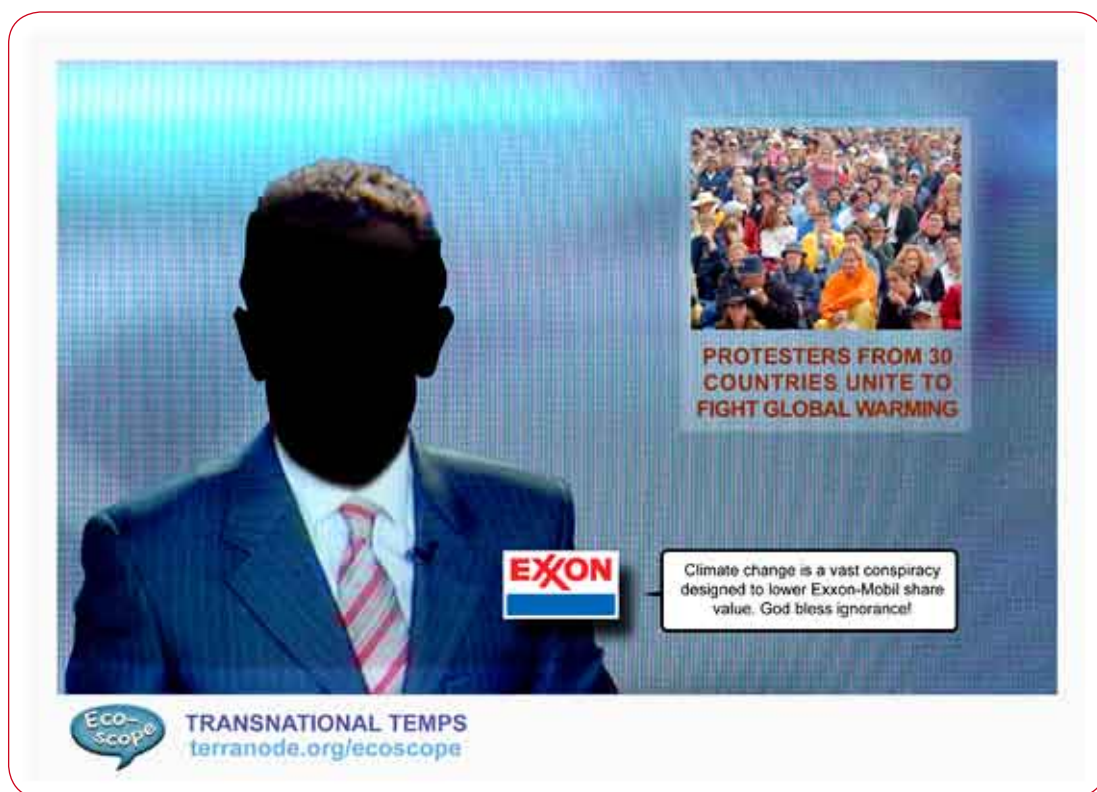 PROTESTERS FROM 30
COUNTRIES UNITE TO
FIGHT GLOBAL WARMING
EXXON
Climate change is a vast conspiracy
designed to lower Exxon-Mobil share
value. God bless ignorance!
Eco-
scope
TRANSNATIONAL TEMPS
terranode.org/ecoscope